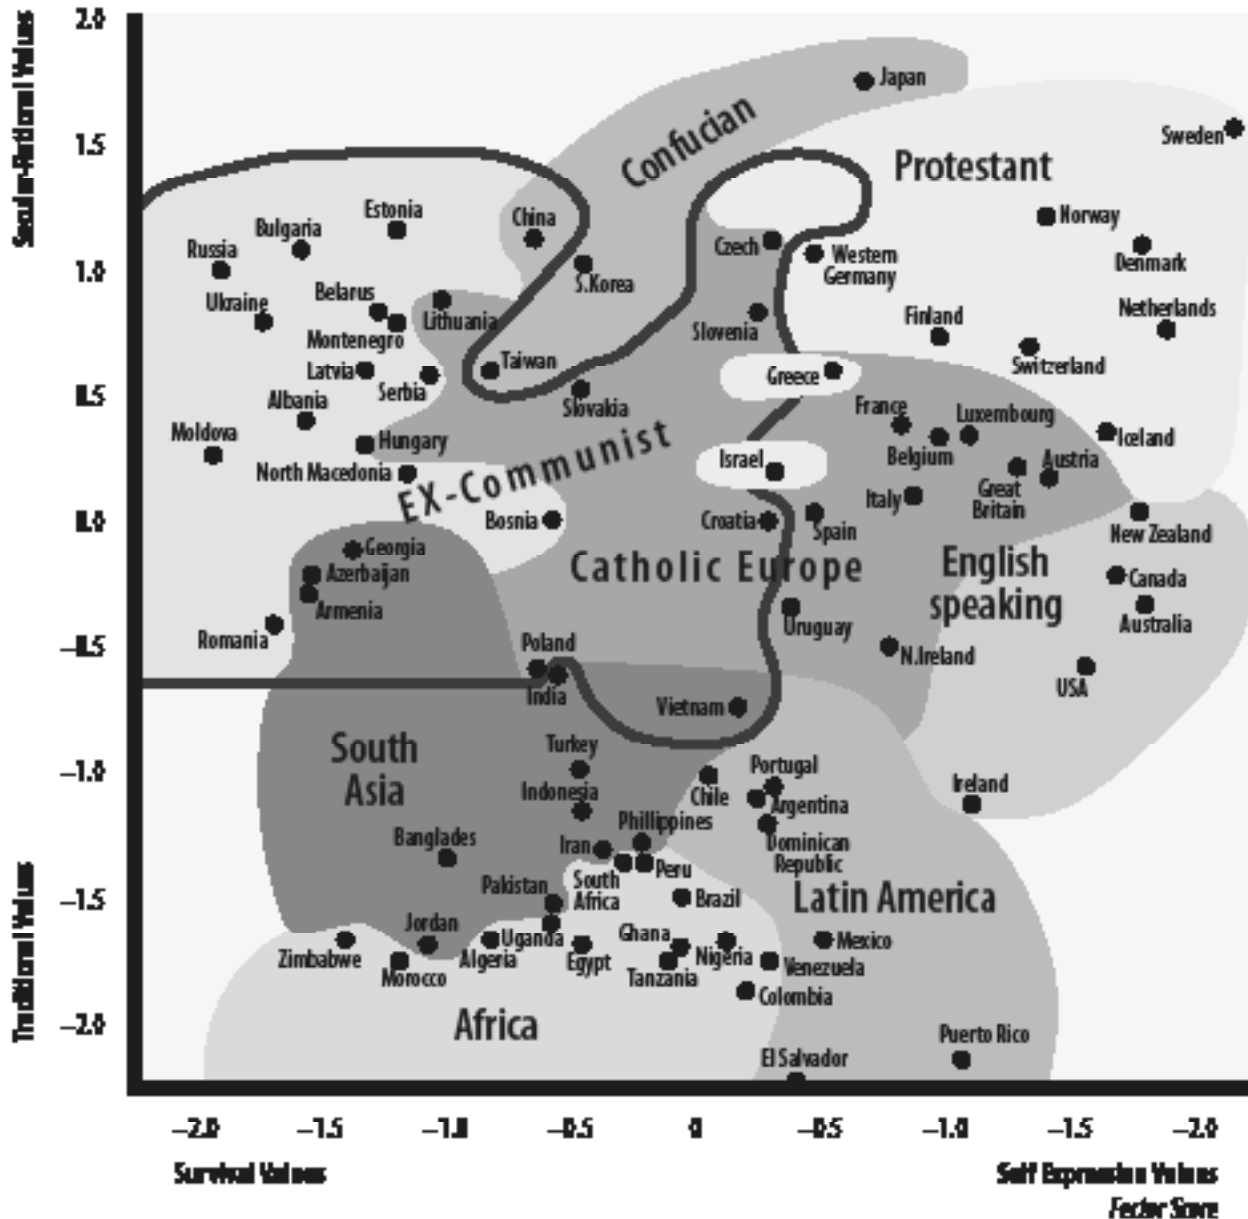 2.0
Secular-Rational Values
Japan
Confucian
1.5
Sweden
Protestant
Estonia
China
Norway
Bulgaria
Russia
Czech
Western
Germany
Denmark
1.0
S.Korea
Belarus
Ukraine
Lithuania
Montenegro
Slovenia
Finland
Netherlands
Taiwan
Latvia
Serbia
Greece
Switzerland
Albania
Slovakia
France
Luxembourg
Moldova
Hungary
Iceland
Belgium
Israel
Austria
North Macedonia
EX-Communist
Great
Britain
Italy
Bosnia
Croatia
Spain
New Zealand
Georgia
Azerbaijan
Armenia
Catholic Europe
English
speaking
Canada
Australia
Romania
Uruguay
Poland
N.Ireland
India
USA
Vietnam
South
Asia
Turkey
–1.0
Portugal
Indonesia
Chile
Argentina
Ireland
Phillippines
Banglades
Iran
Dominican
Republic
Peru
South
Africa
Pakistan
–1.5
Brazil
Latin America
Jordan
Uganda
Ghana
Mexico
Zimbabwe
Algeria
Egypt
Nigeria
Venezuela
Morocco
Tanzania
Colombia
Traditional Values
–2.0
Africa
Puerto Rico
El Salvador
–2.0 –1.5 –1.0 –0.5 0 –0.5 –1.0 –1.5 –2.0
Survival Values
Self Expression Values
Factor Score